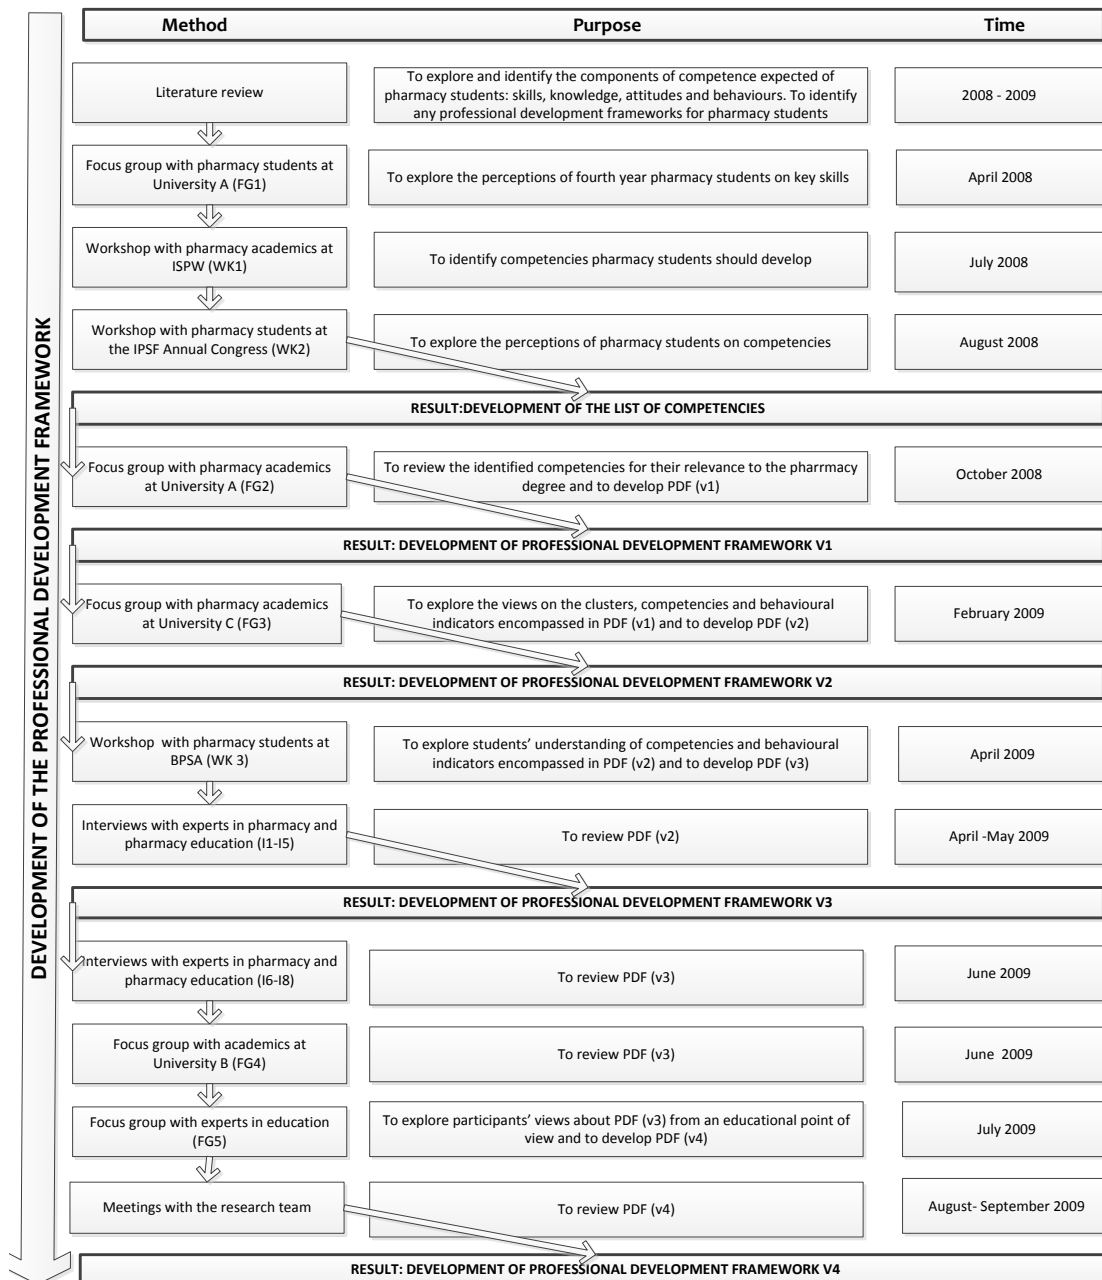 Method
Purpose
Time
Literature review
To explore and identify the components of competence expected of
pharmacy students: skills, knowledge, attitudes and behaviours. To identify
any professional development frameworks for pharmacy students
2008 - 2009
Focus group with pharmacy students at
University A (FG1)
To explore the perceptions of fourth year pharmacy students on key skills
April 2008
Workshop with pharmacy academics at
ISPW (WK1)
To identify competencies pharmacy students should develop
July 2008
Workshop with pharmacy students at
the IPSF Annual Congress (WK2)
To explore the perceptions of pharmacy students on competencies
August 2008
RESULT:DEVELOPMENT OF THE LIST OF COMPETENCIES
Focus group with pharmacy academics
at University A (FG2)
To review the identified competencies for their relevance to the pharrmacy
degree and to develop PDF (v1)
October 2008
RESULT: DEVELOPMENT OF PROFESSIONAL DEVELOPMENT FRAMEWORK V1
Focus group with pharmacy academics
at University C (FG3)
To explore the views on the clusters, competencies and behavioural
indicators encompassed in PDF (v1) and to develop PDF (v2)
February 2009
RESULT: DEVELOPMENT OF PROFESSIONAL DEVELOPMENT FRAMEWORK V2
Workshop with pharmacy students at
BPSA (WK 3)
To explore students’ understanding of competencies and behavioural
indicators encompassed in PDF (v2) and to develop PDF (v3)
April 2009
Interviews with experts in pharmacy and
pharmacy education (I1-I5)
To review PDF (v2)
April -May 2009
RESULT: DEVELOPMENT OF PROFESSIONAL DEVELOPMENT FRAMEWORK V3
Interviews with experts in pharmacy and
pharmacy education (I6-I8)
To review PDF (v3)
June 2009
Focus group with academics at
University B (FG4)
To review PDF (v3)
June 2009
Focus group with experts in education
(FG5)
To explore participants’ views about PDF (v3) from an educational point of
view and to develop PDF (v4)
July 2009
Meetings with the research team
To review PDF (v4)
August- September 2009
RESULT: DEVELOPMENT OF PROFESSIONAL DEVELOPMENT FRAMEWORK V4
DEVELOPMENT OF THE PROFESSIONAL DEVELOPMENT FRAMEWORK